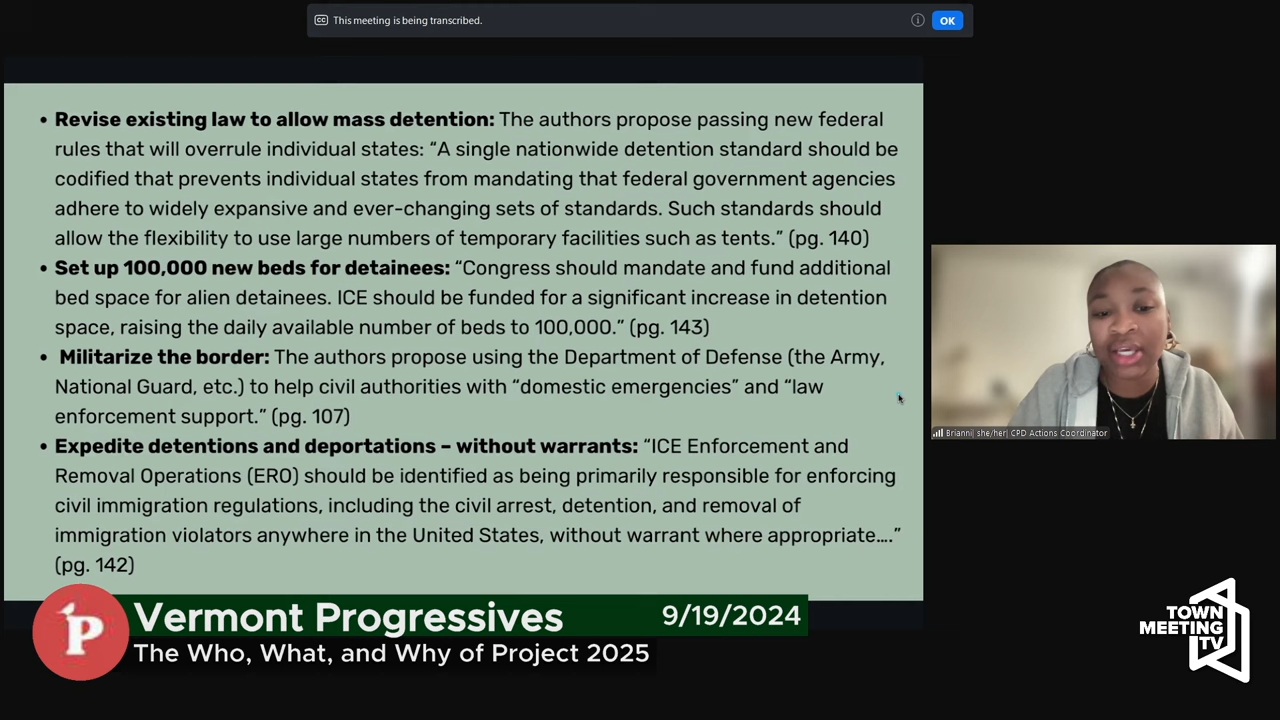 This meeting is being transcribed.
OK
• Revise existing law to allow mass detention: The authors propose passing new federal
rules that will overrule individual states: “A single nationwide detention standard should be
codified that prevents individual states from mandating that federal government agencies
adhere to widely expansive and ever-changing sets of standards. Such standards should
allow the flexibility to use large numbers of temporary facilities such as tents.” (pg. 140)
• Set up 100,000 new beds for detainees: “Congress should mandate and fund additional
bed space for alien detainees. ICE should be funded for a significant increase in detention
space, raising the daily available number of beds to 100,000.” (pg. 143)
• Militarize the border: The authors propose using the Department of Defense (the Army,
National Guard, etc.) to help civil authorities with “domestic emergencies” and “law
enforcement support.” (pg. 107)
• Expedite detentions and deportations – without warrants: “ICE Enforcement and
Removal Operations (ERO) should be identified as being primarily responsible for enforcing
civil immigration regulations, including the civil arrest, detention, and removal of
immigration violators anywhere in the United States, without warrant where appropriate….”
(pg. 142)
Brianni| she/her| CPD Actions Coordinator
P
Vermont Progressives 9/19/2024
The Who, What, and Why of Project 2025
TOWN
MEETING
TV